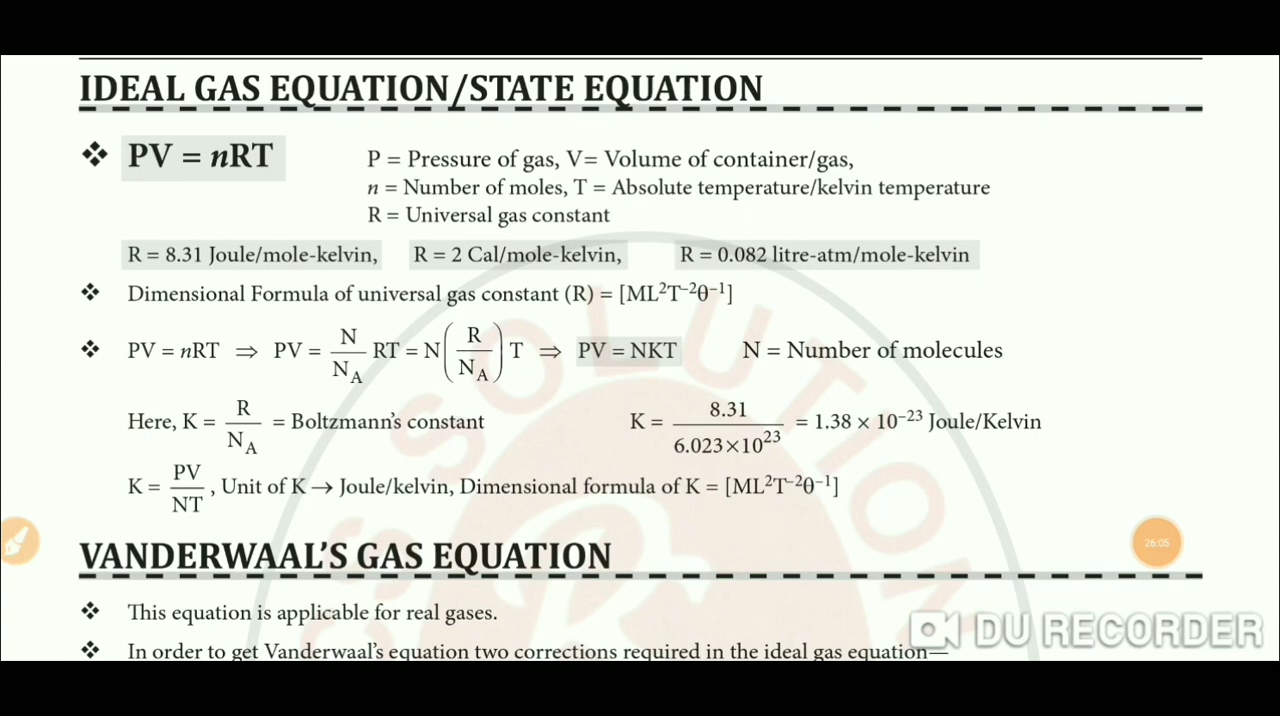 IDEAL GAS EQUATION/STATE EQUATION
❖ PV = nRT
P = Pressure of gas, V= Volume of container/gas,
n = Number of moles, T = Absolute temperature/kelvin temperature
R = Universal gas constant
R = 8.31 Joule/mole-kelvin, R = 2 Cal/mole-kelvin, R = 0.082 litre-atm/mole-kelvin
❖ Dimensional Formula of universal gas constant (R) = [ML²T⁻²θ⁻¹]
❖ PV = nRT ⇒ PV = N/N_A RT = N(R/N_A) T ⇒ PV = NKT N = Number of molecules
Here, K = R/N_A = Boltzmann's constant K = 8.31/6.023×10²³ = 1.38 × 10⁻²³ Joule/Kelvin
K = PV/NT, Unit of K → Joule/kelvin, Dimensional formula of K = [ML²T⁻²θ⁻¹]
26:05
VANDERWAAL'S GAS EQUATION
❖ This equation is applicable for real gases.
DU RECORDER
❖ In order to get Vanderwaal's equation two corrections required in the ideal gas equation—
SOLUTION